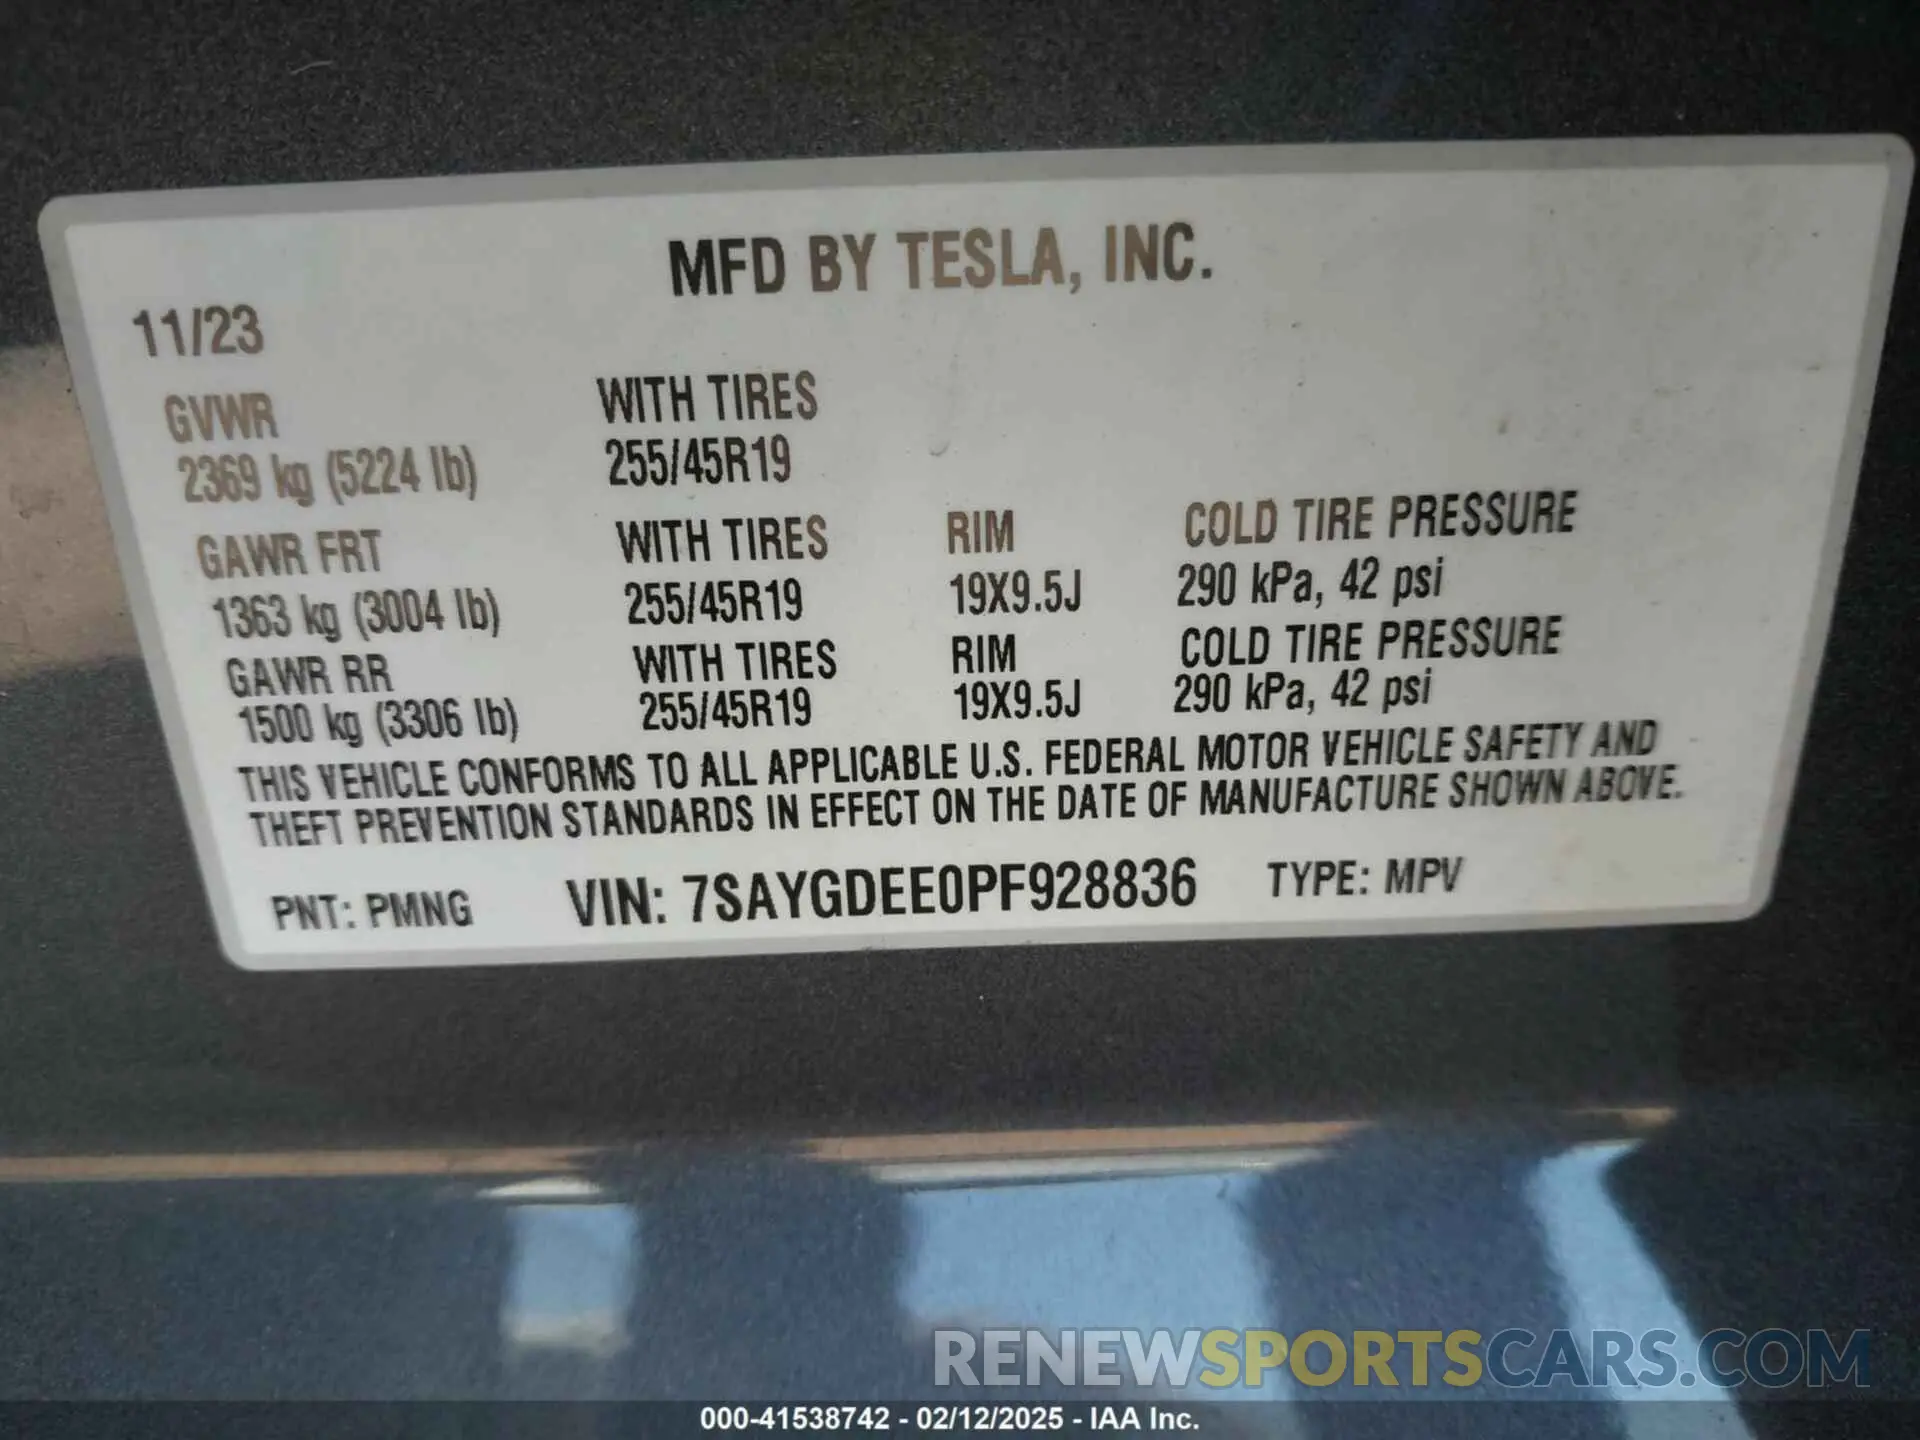 MFD BY TESLA, INC.
11/23
GVWR WITH TIRES
2369 kg (5224 lb) 255/45R19
GAWR FRT WITH TIRES RIM COLD TIRE PRESSURE
1363 kg (3004 lb) 255/45R19 19X9.5J 290 kPa, 42 psi
GAWR RR WITH TIRES RIM COLD TIRE PRESSURE
1500 kg (3306 lb) 255/45R19 19X9.5J 290 kPa, 42 psi
THIS VEHICLE CONFORMS TO ALL APPLICABLE U.S. FEDERAL MOTOR VEHICLE SAFETY AND
THEFT PREVENTION STANDARDS IN EFFECT ON THE DATE OF MANUFACTURE SHOWN ABOVE.
PNT: PMNG VIN: 7SAYGDEE0PF928836 TYPE: MPV
RENEWSPORTSCARS.COM
000-41538742 - 02/12/2025 - IAA Inc.